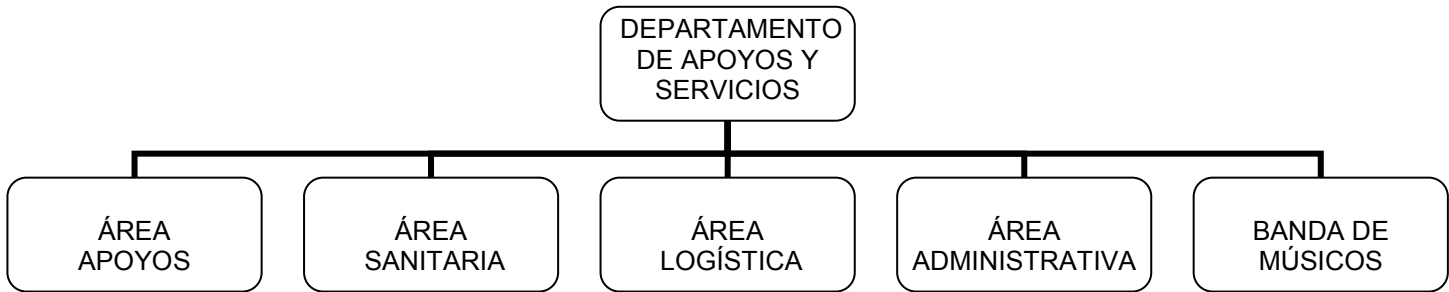 DEPARTAMENTO
DE APOYOS Y
SERVICIOS
ÁREA
APOYOS
ÁREA
SANITARIA
ÁREA
LOGÍSTICA
ÁREA
ADMINISTRATIVA
BANDA DE
MÚSICOS